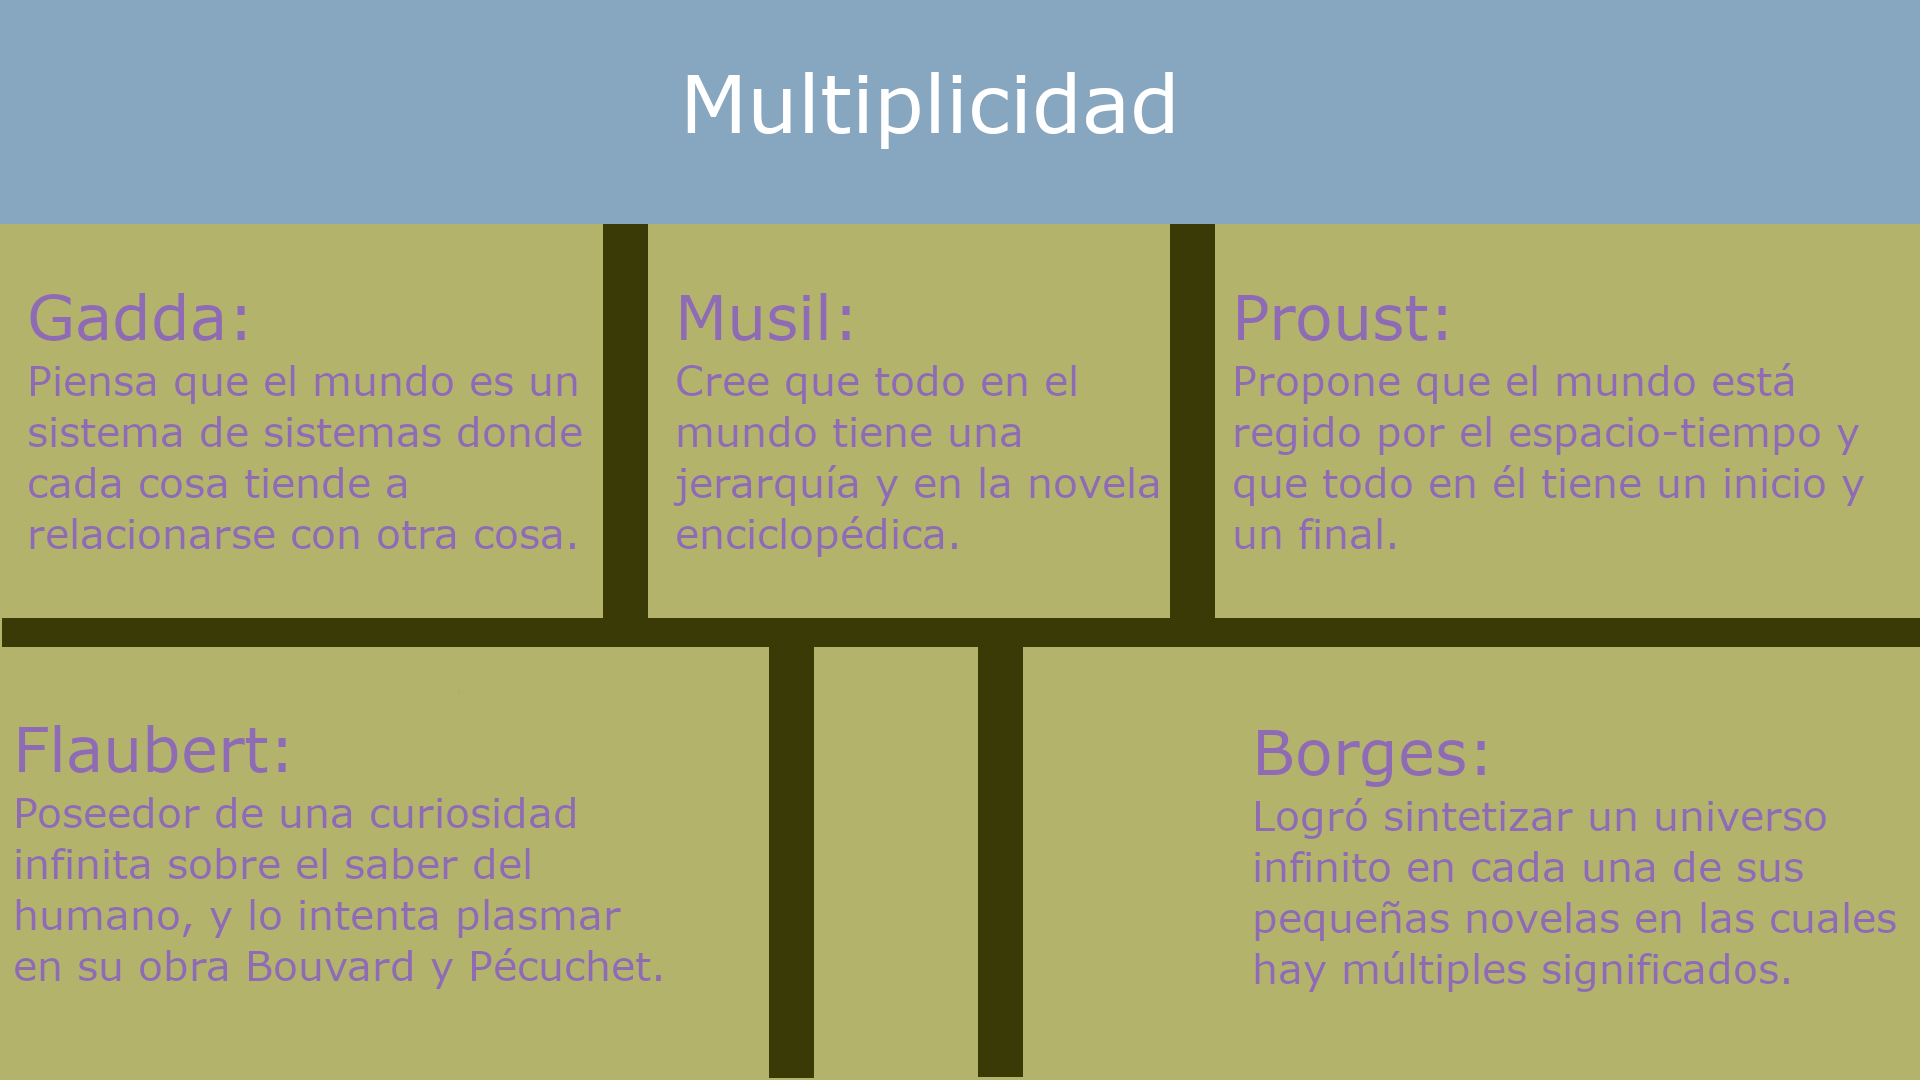 Multiplicidad
Gadda:
Piensa que el mundo es un
sistema de sistemas donde
cada cosa tiende a
relacionarse con otra cosa.
Musil:
Cree que todo en el
mundo tiene una
jerarquía y en la novela
enciclopédica.
Proust:
Propone que el mundo está
regido por el espacio-tiempo y
que todo en él tiene un inicio y
un final.
Flaubert:
Poseedor de una curiosidad
infinita sobre el saber del
humano, y lo intenta plasmar
en su obra Bouvard y Pécuchet.
Borges:
Logró sintetizar un universo
infinito en cada una de sus
pequeñas novelas en las cuales
hay múltiples significados.